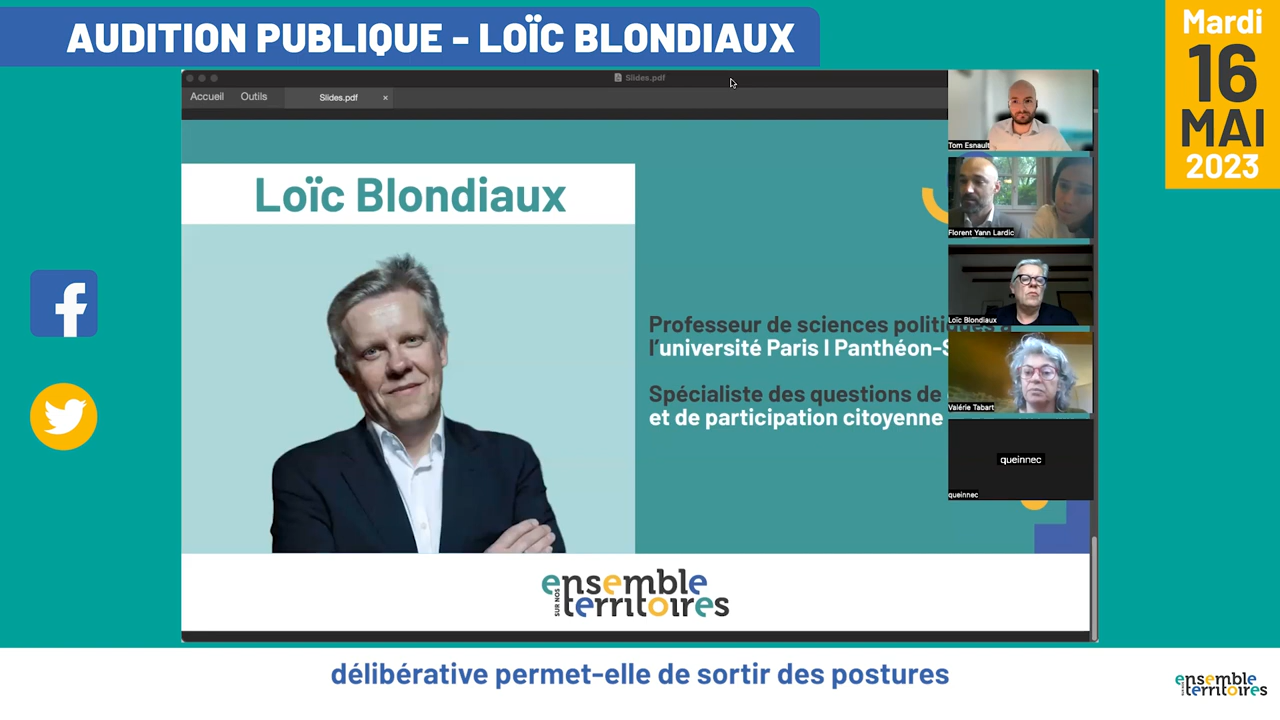 AUDITION PUBLIQUE - LOÏC BLONDIAUX
Mardi
16
MAI
2023
Slides.pdf
Accueil Outils Slides.pdf ×
Loïc Blondiaux
Professeur de sciences politiques à
l'université Paris I Panthéon-S
Spécialiste des questions de
et de participation citoyenne
Tom Esnault
Florent Yann Lardic
Loïc Blondiaux
Valérie Tabart
queinnec
queinnec
ensemble
SUR NOS
territoires
délibérative permet-elle de sortir des postures
ensemble
territoires